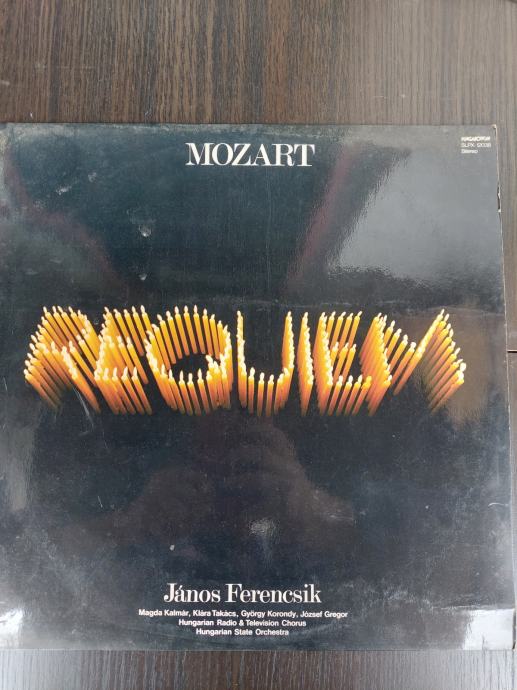 MOZART
HUNGAROTON
SLPX 12038
Stereo
REQUIEM
János Ferencsik
Magda Kalmár, Klára Takács, György Korondy, József Gregor
Hungarian Radio & Television Chorus
Hungarian State Orchestra